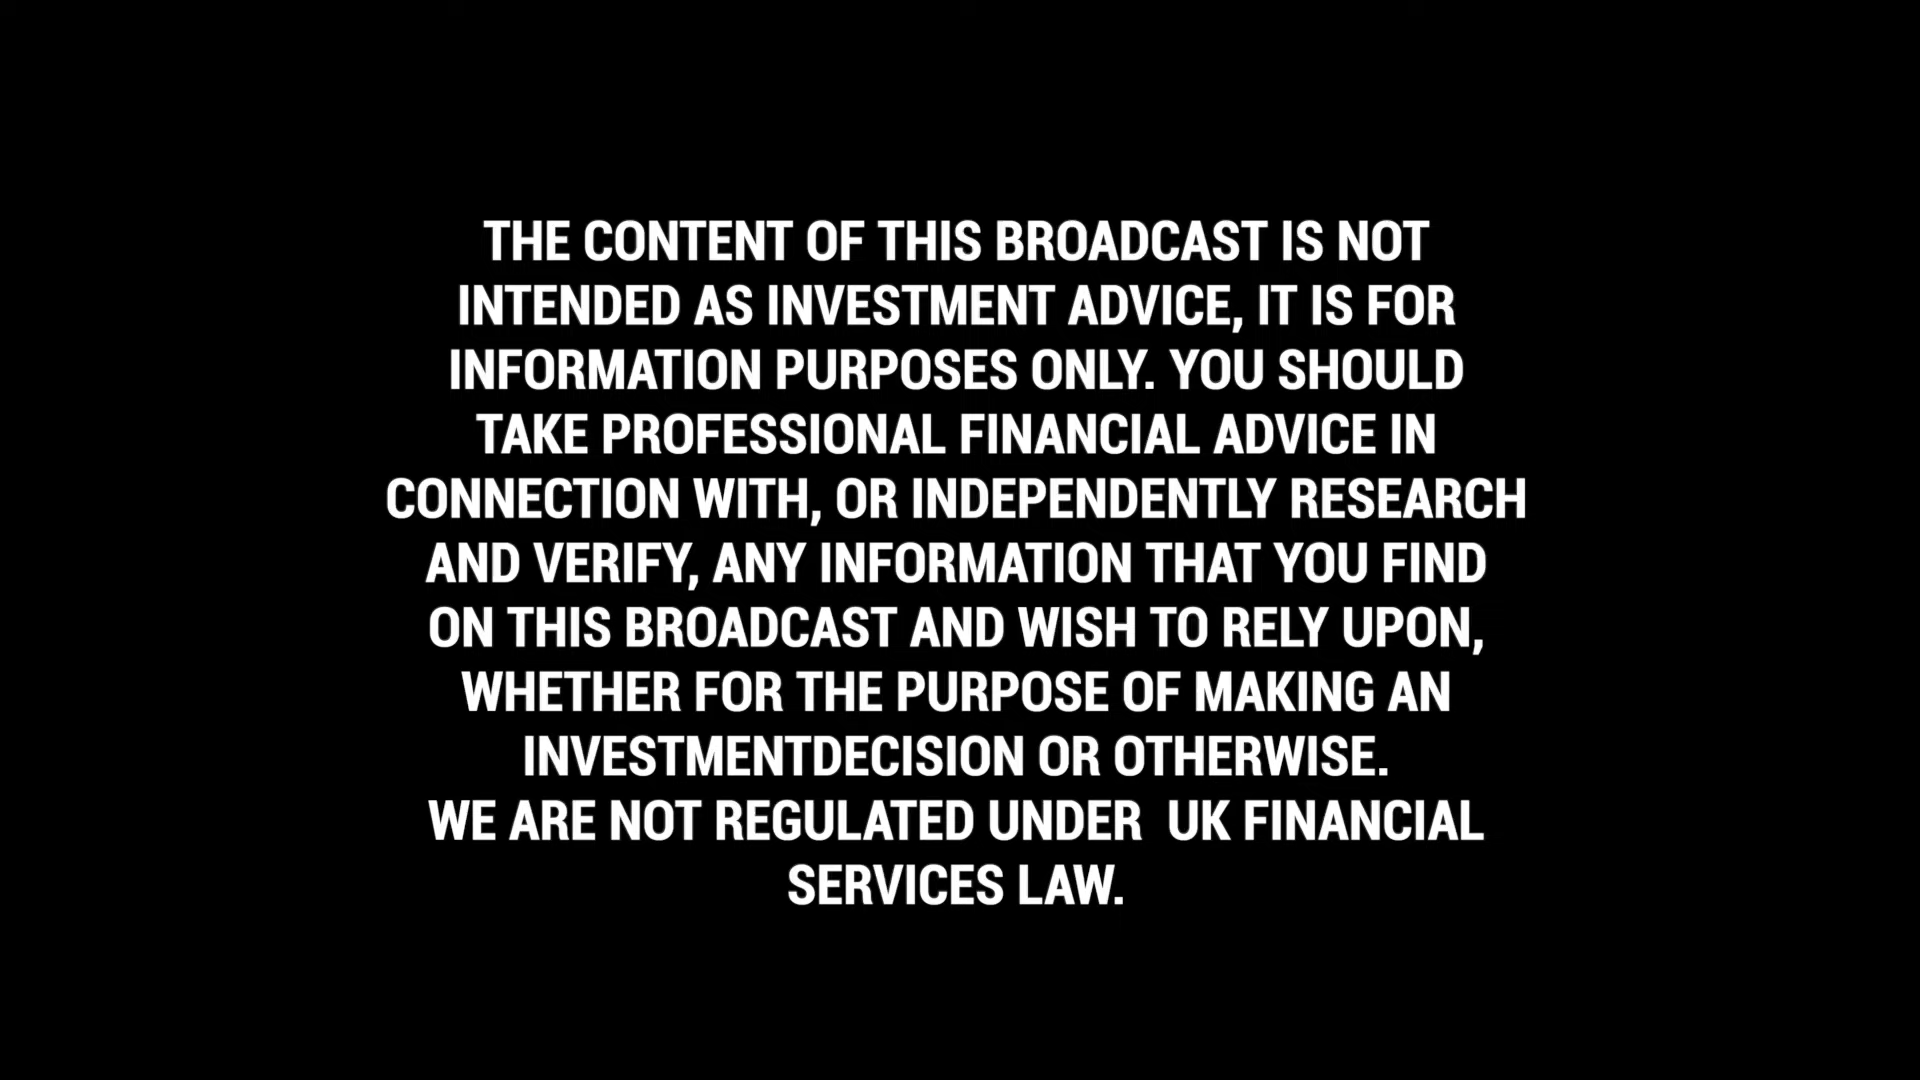 THE CONTENT OF THIS BROADCAST IS NOT
INTENDED AS INVESTMENT ADVICE, IT IS FOR
INFORMATION PURPOSES ONLY. YOU SHOULD
TAKE PROFESSIONAL FINANCIAL ADVICE IN
CONNECTION WITH, OR INDEPENDENTLY RESEARCH
AND VERIFY, ANY INFORMATION THAT YOU FIND
ON THIS BROADCAST AND WISH TO RELY UPON,
WHETHER FOR THE PURPOSE OF MAKING AN
INVESTMENTDECISION OR OTHERWISE.
WE ARE NOT REGULATED UNDER  UK FINANCIAL
SERVICES LAW.